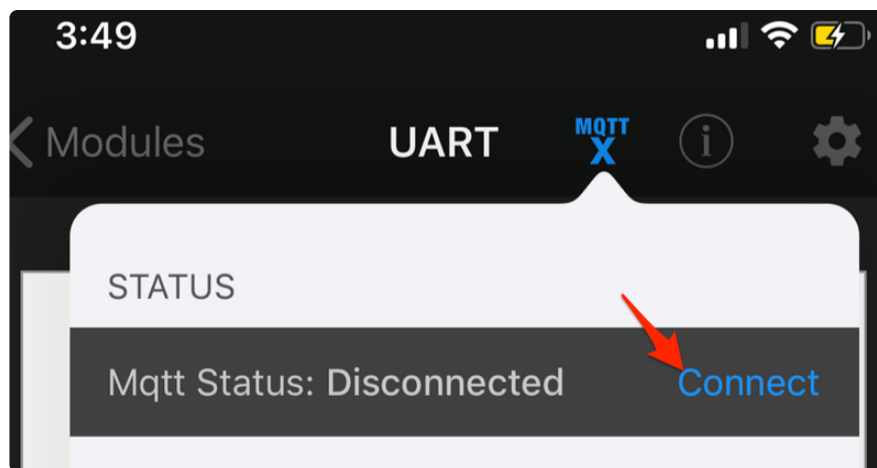 3:49
Modules
UART
MQTT
X
i
STATUS
Mqtt Status: Disconnected
Connect